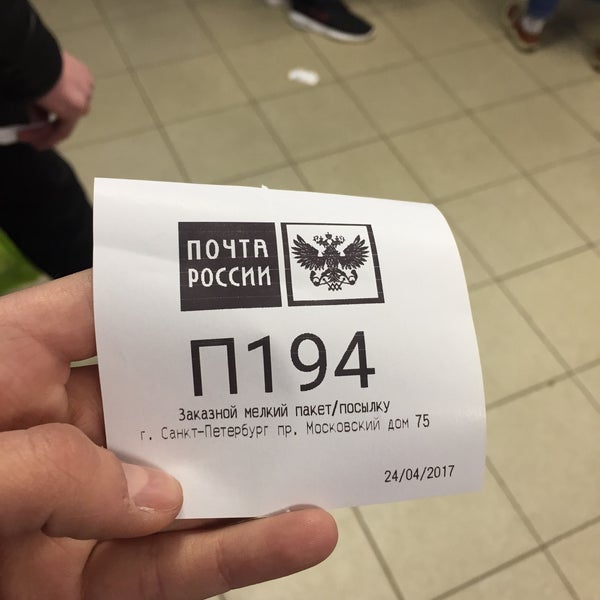 ПОЧТА
РОССИИ
П194
Заказной мелкий пакет/посылку
г. Санкт-Петербург пр. Московский дом 75
24/04/2017